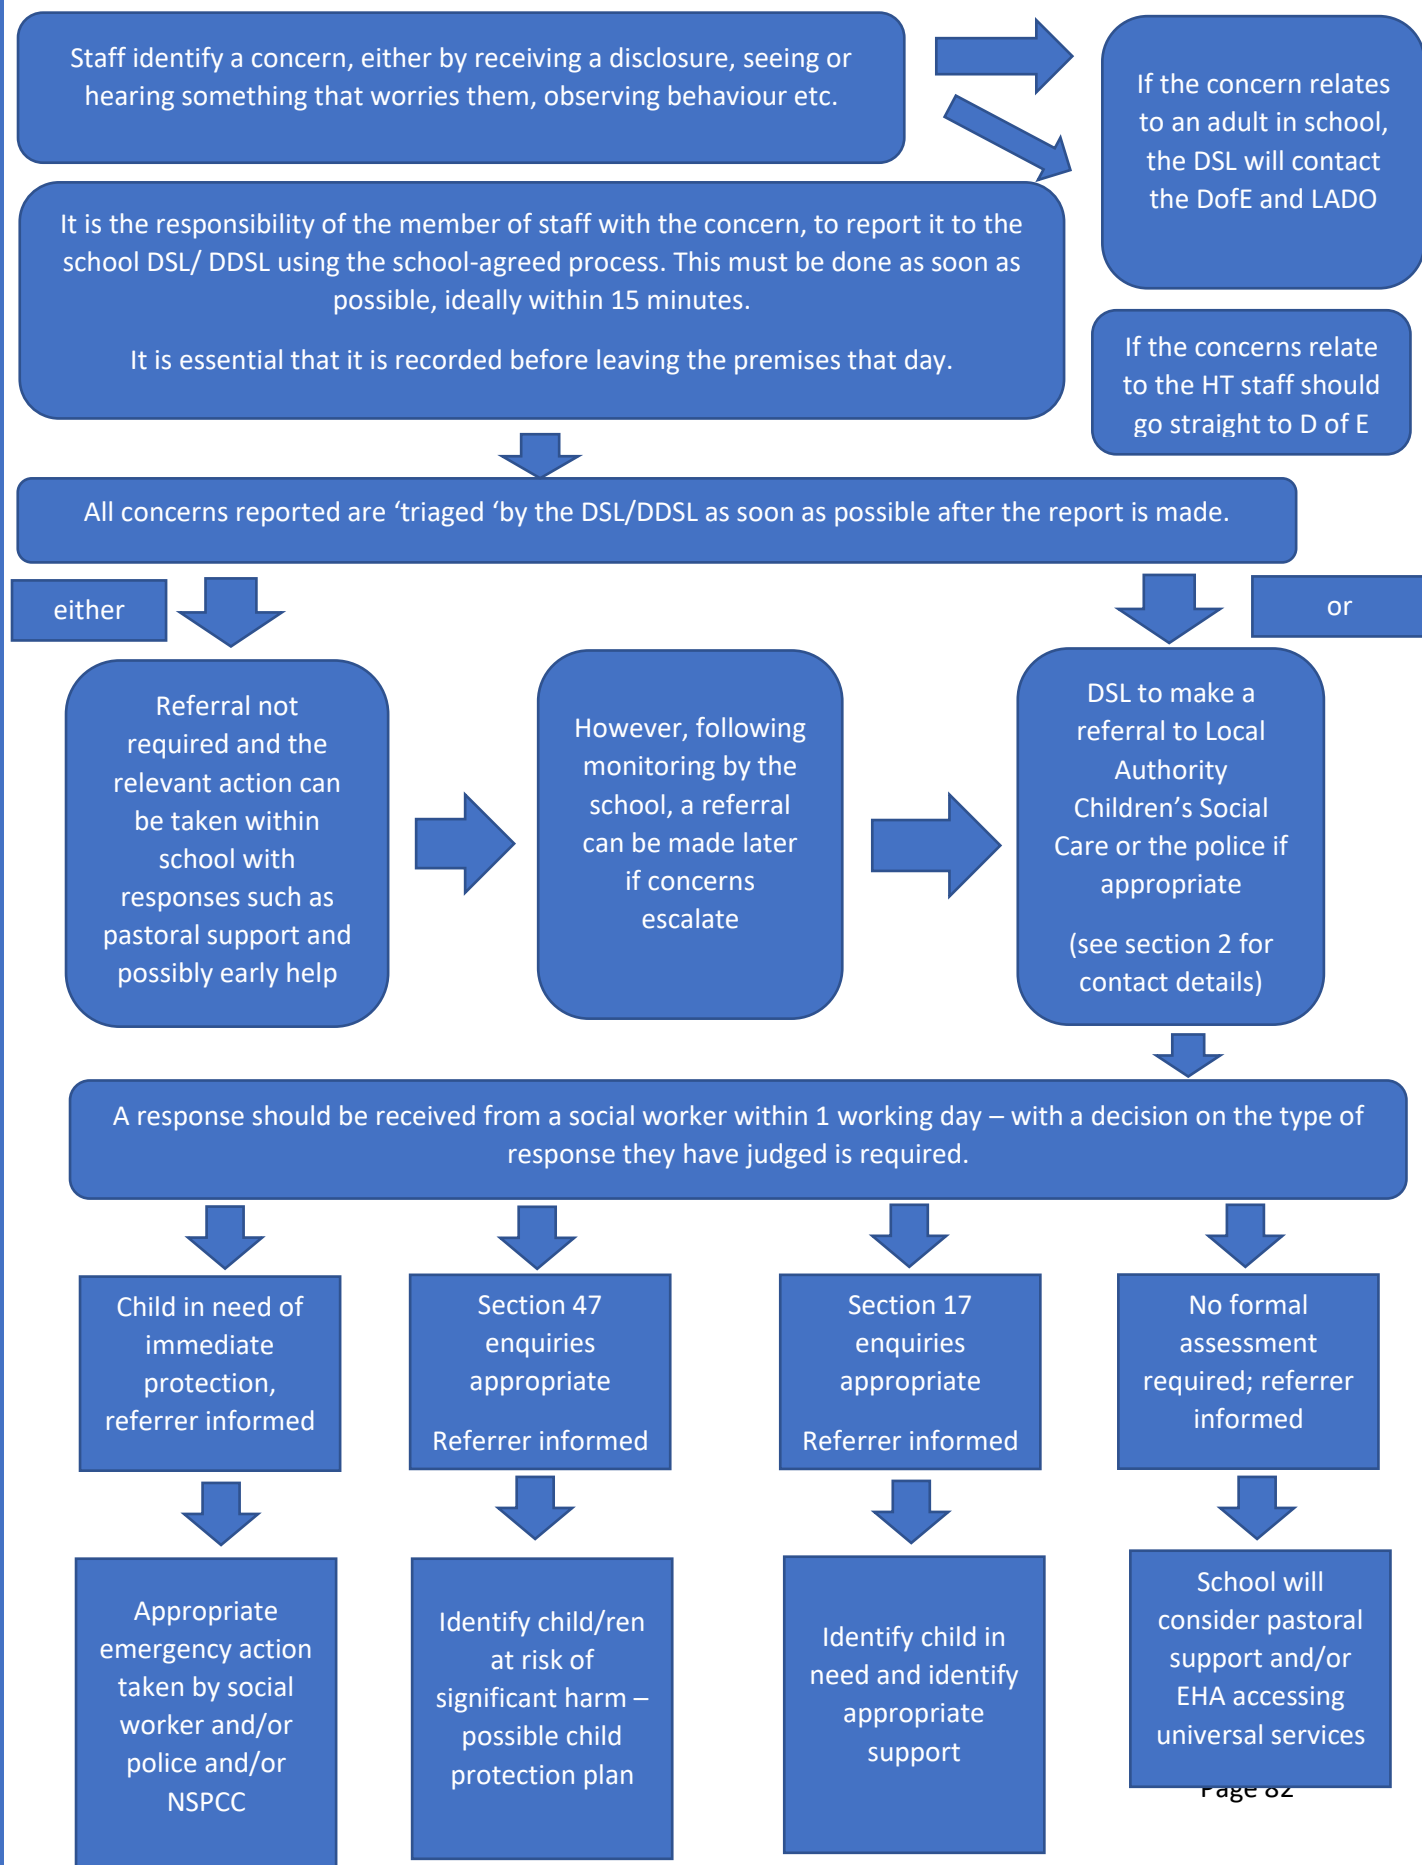 Staff identify a concern, either by receiving a disclosure, seeing or
hearing something that worries them, observing behaviour etc.
If the concern relates
to an adult in school,
the DSL will contact
the DofE and LADO
It is the responsibility of the member of staff with the concern, to report it to the
school DSL/ DDSL using the school-agreed process. This must be done as soon as
possible, ideally within 15 minutes.
It is essential that it is recorded before leaving the premises that day.
If the concerns relate
to the HT staff should
go straight to D of E
All concerns reported are ‘triaged ‘by the DSL/DDSL as soon as possible after the report is made.
either
or
Referral not
required and the
relevant action can
be taken within
school with
responses such as
pastoral support and
possibly early help
However, following
monitoring by the
school, a referral
can be made later
if concerns
escalate
DSL to make a
referral to Local
Authority
Children’s Social
Care or the police if
appropriate
(see section 2 for
contact details)
A response should be received from a social worker within 1 working day – with a decision on the type of
response they have judged is required.
Child in need of
immediate
protection,
referrer informed
Section 47
enquiries
appropriate
Referrer informed
Section 17
enquiries
appropriate
Referrer informed
No formal
assessment
required; referrer
informed
Appropriate
emergency action
taken by social
worker and/or
police and/or
NSPCC
Identify child/ren
at risk of
significant harm –
possible child
protection plan
Identify child in
need and identify
appropriate
support
School will
consider pastoral
support and/or
EHA accessing
universal services
Page 82